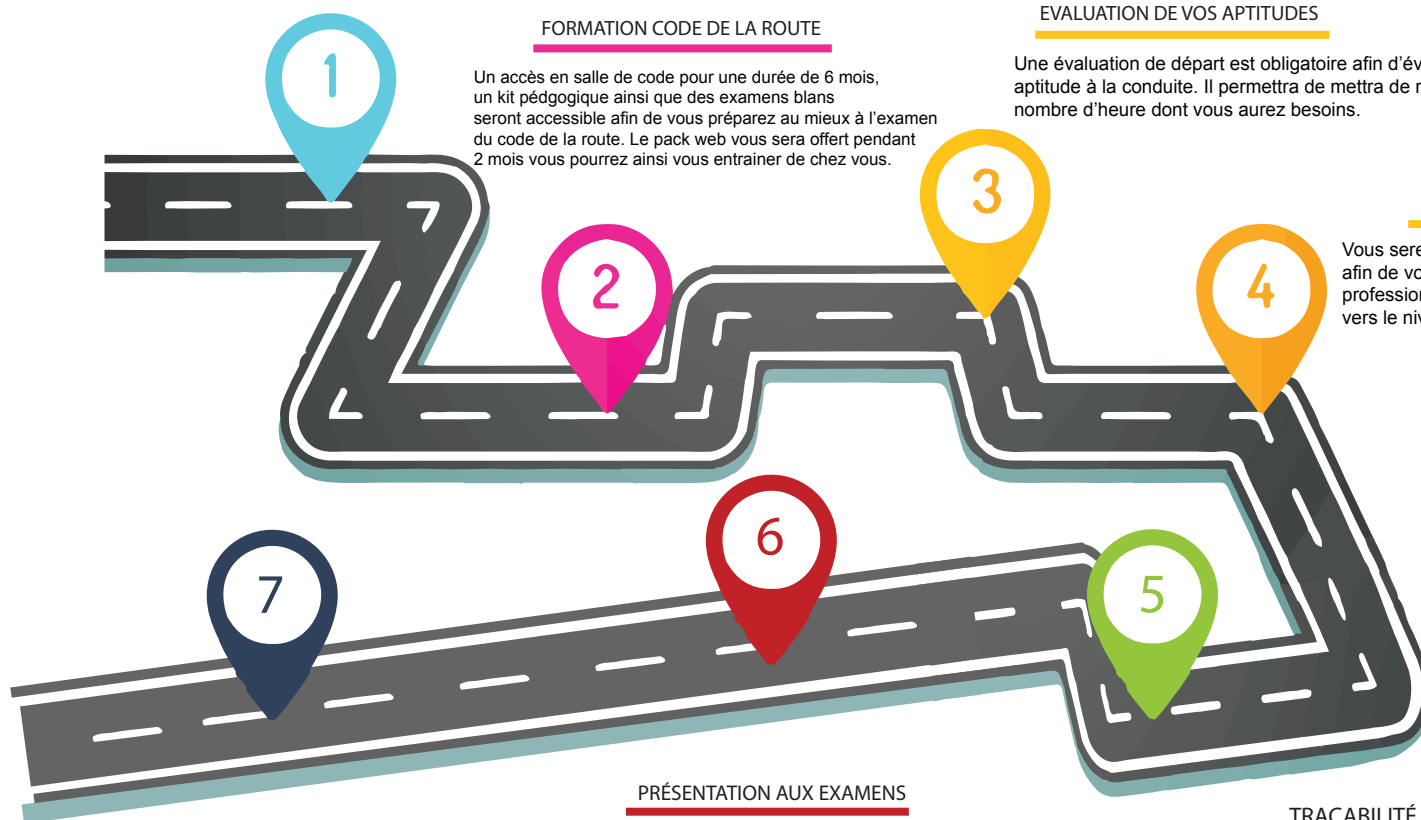 FORMATION CODE DE LA ROUTE
Un accès en salle de code pour une durée de 6 mois,
un kit pédgogique ainsi que des examens blans
seront accessible afin de vous préparez au mieux à l'examen
du code de la route. Le pack web vous sera offert pendant
2 mois vous pourrez ainsi vous entrainer de chez vous.
EVALUATION DE VOS APTITUDES
Une évaluation de départ est obligatoire afin d'év
aptitude à la conduite. Il permettra de mettra de
nombre d'heure dont vous aurez besoins.
1
2
3
4
Vous sere
afin de vo
profession
vers le niv
5
6
7
PRÉSENTATION AUX EXAMENS
TRACABILITÉ